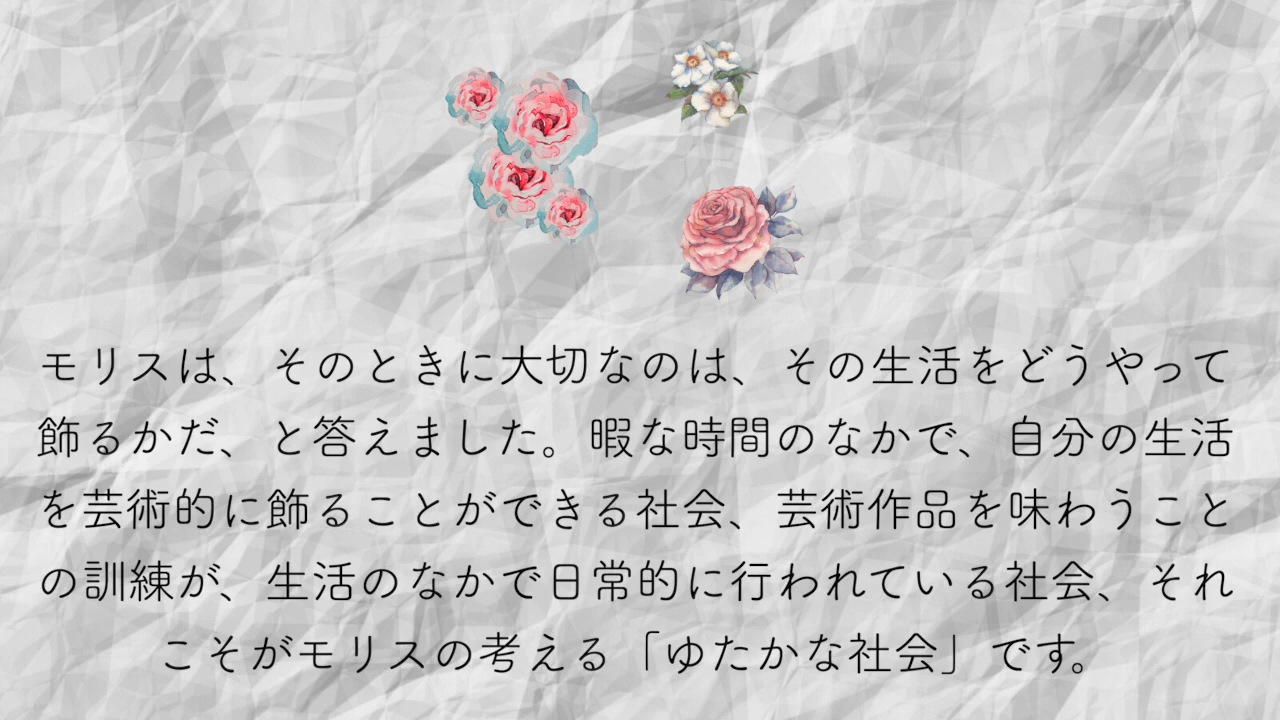 モリスは、そのときに大切なのは、その生活をどうやって
飾るかだ、と答えました。暇な時間のなかで、自分の生活
を芸術的に飾ることができる社会、芸術作品を味わうこと
の訓練が、生活のなかで日常的に行われている社会、それ
こそがモリスの考える「ゆたかな社会」です。